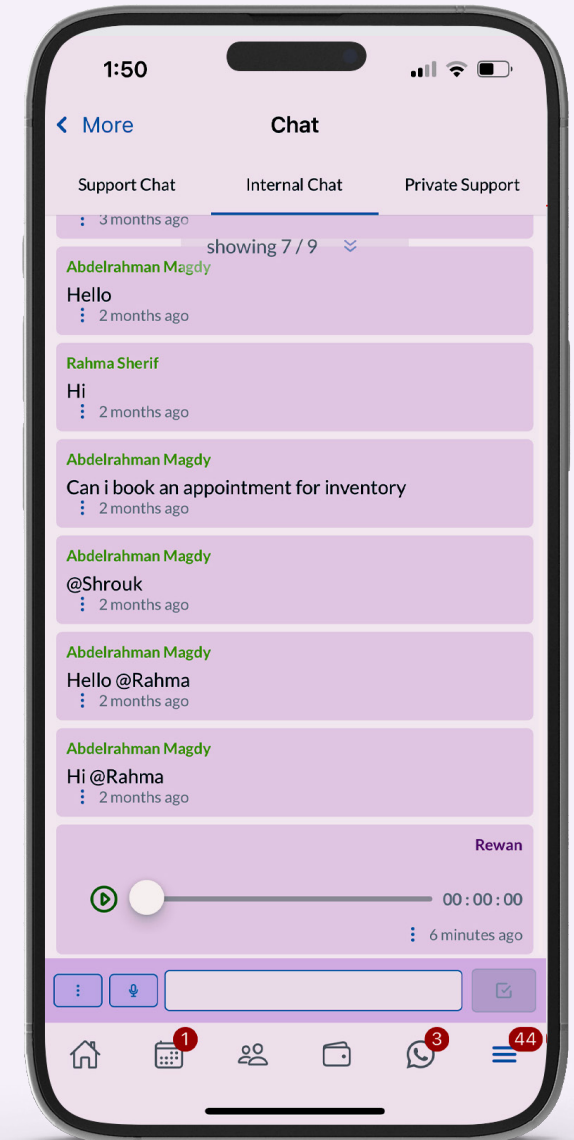 1:50
More
Chat
Support Chat
Internal Chat
Private Support
3 months ago
showing 7 / 9
Abdelrahman Magdy
Hello
2 months ago
Rahma Sherif
Hi
2 months ago
Abdelrahman Magdy
Can i book an appointment for inventory
2 months ago
Abdelrahman Magdy
@Shrouk
2 months ago
Abdelrahman Magdy
Hello @Rahma
2 months ago
Abdelrahman Magdy
Hi @Rahma
2 months ago
Rewan
00:00:00
6 minutes ago
1
3
44